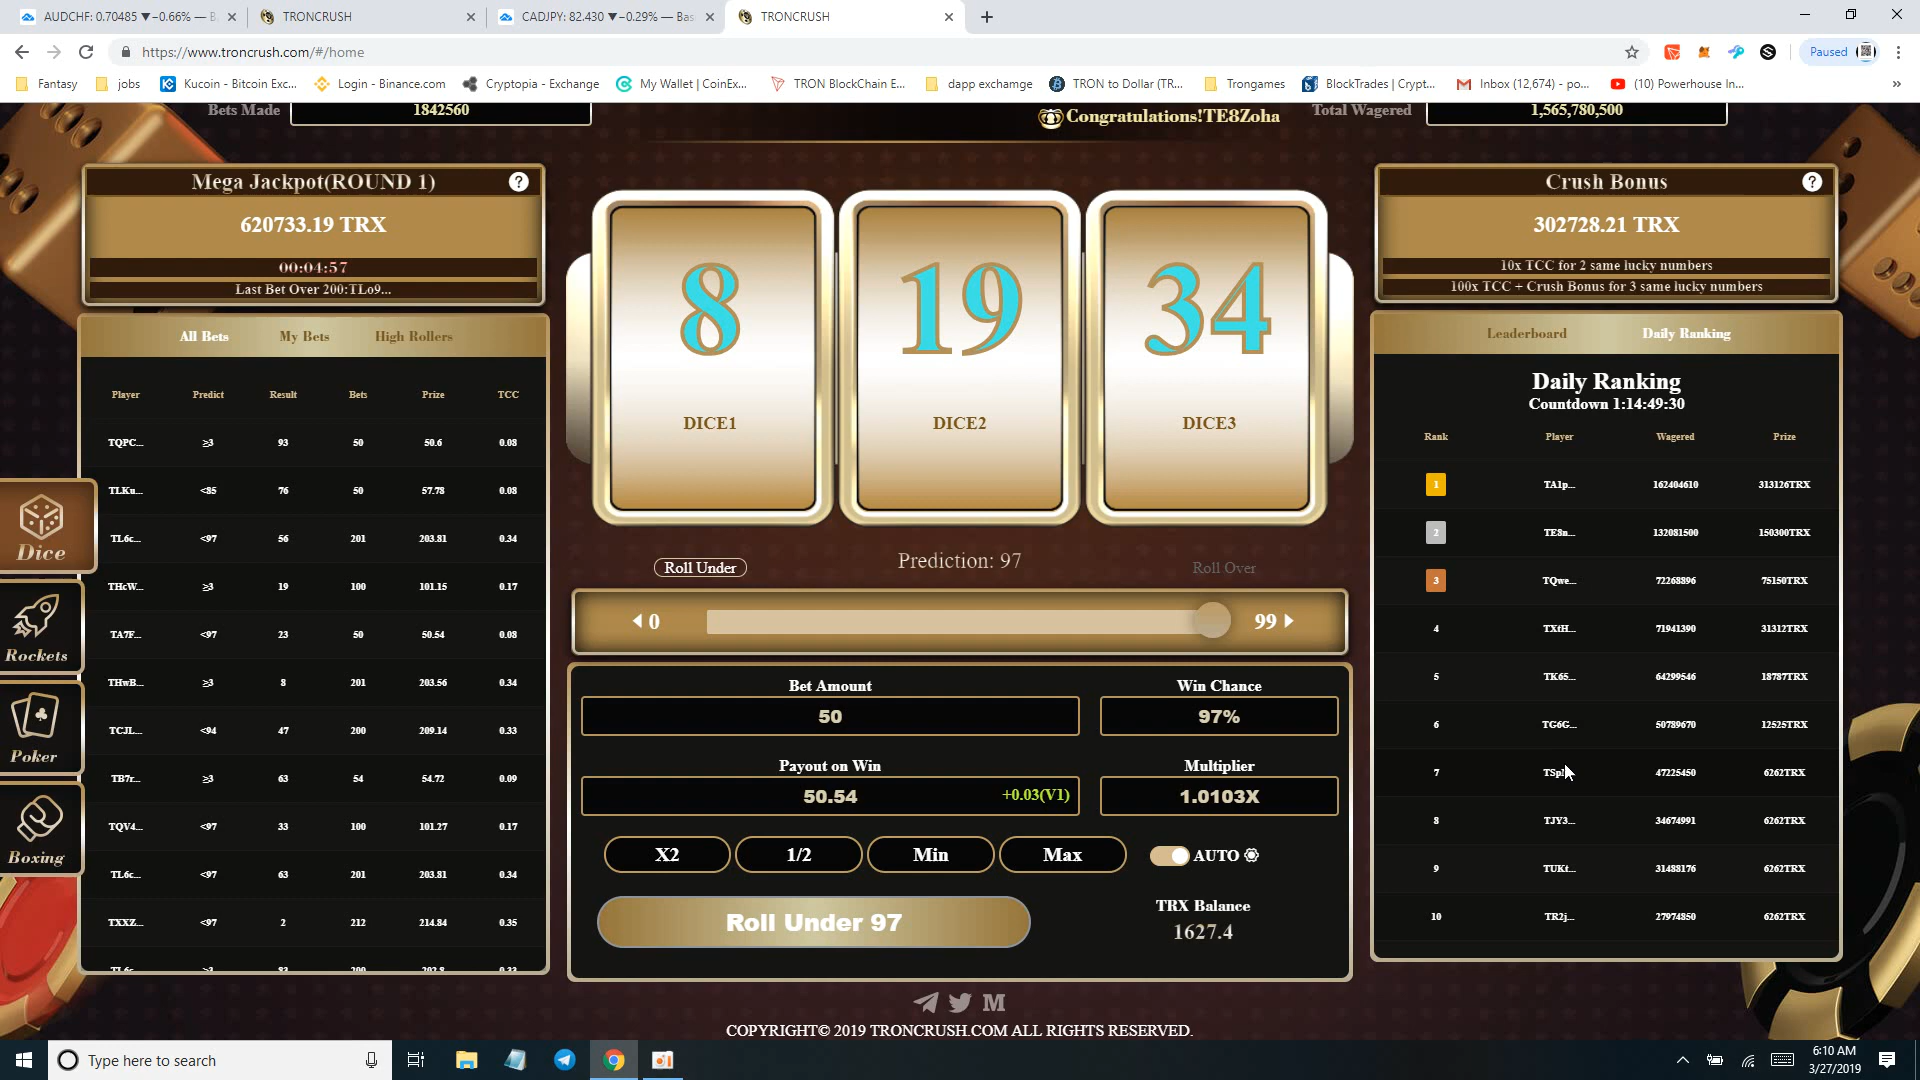 AUDCHF: 0.70485 ▼−0.66% — B
TRONCRUSH
CADJPY: 82.430 ▼−0.29% — Bas
TRONCRUSH
https://www.troncrush.com/#/home
Paused
Fantasy
jobs
Kucoin - Bitcoin Exc...
Login - Binance.com
Cryptopia - Exchange
My Wallet | CoinEx...
TRON BlockChain E...
dapp exchamge
TRON to Dollar (TR...
Trongames
BlockTrades | Crypt...
Inbox (12,674) - po...
(10) Powerhouse In...
»
Bets Made
1842560
Congratulations!TE8Zoha
Total Wagered
1,565,780,500
Mega Jackpot(ROUND 1)
?
620733.19 TRX
00:04:57
Last Bet Over 200:TLo9...
8
DICE1
19
DICE2
34
DICE3
Crush Bonus
?
302728.21 TRX
10x TCC for 2 same lucky numbers
100x TCC + Crush Bonus for 3 same lucky numbers
All Bets My Bets High Rollers
Player Predict Result Bets Prize TCC
TQPC... ≥3 93 50 50.6 0.08
TLKu... <85 76 50 57.78 0.08
TL6c... <97 56 201 203.81 0.34
THcW... ≥3 19 100 101.15 0.17
TA7F... <97 23 50 50.54 0.08
THwB... ≥3 8 201 203.56 0.34
TCJL... <94 47 200 209.14 0.33
TB7r... ≥3 63 54 54.72 0.09
TQV4... <97 33 100 101.27 0.17
TL6c... <97 63 201 203.81 0.34
TXXZ... <97 2 212 214.84 0.35
TL6c... ≥3 83 200 202.8 0.33
Dice
Rockets
Poker
Boxing
Roll Under
Prediction: 97
Roll Over
0
99
Bet Amount
50
Win Chance
97%
Payout on Win
50.54
+0.03(V1)
Multiplier
1.0103X
X2
1/2
Min
Max
AUTO
Roll Under 97
TRX Balance
1627.4
Leaderboard Daily Ranking
Daily Ranking
Countdown 1:14:49:30
Rank Player Wagered Prize
1 TA1p... 162404610 313126TRX
2 TE8n... 132081500 150300TRX
3 TQwe... 72268896 75150TRX
4 TXtH... 71941390 31312TRX
5 TK65... 64299546 18787TRX
6 TG6G... 50789670 12525TRX
7 47225450 6262TRX
8 TJY3... 34674991 6262TRX
9 TUKt... 31488176 6262TRX
10 TR2j... 27974850 6262TRX
COPYRIGHT© 2019 TRONCRUSH.COM ALL RIGHTS RESERVED.
Type here to search
6:10 AM
3/27/2019